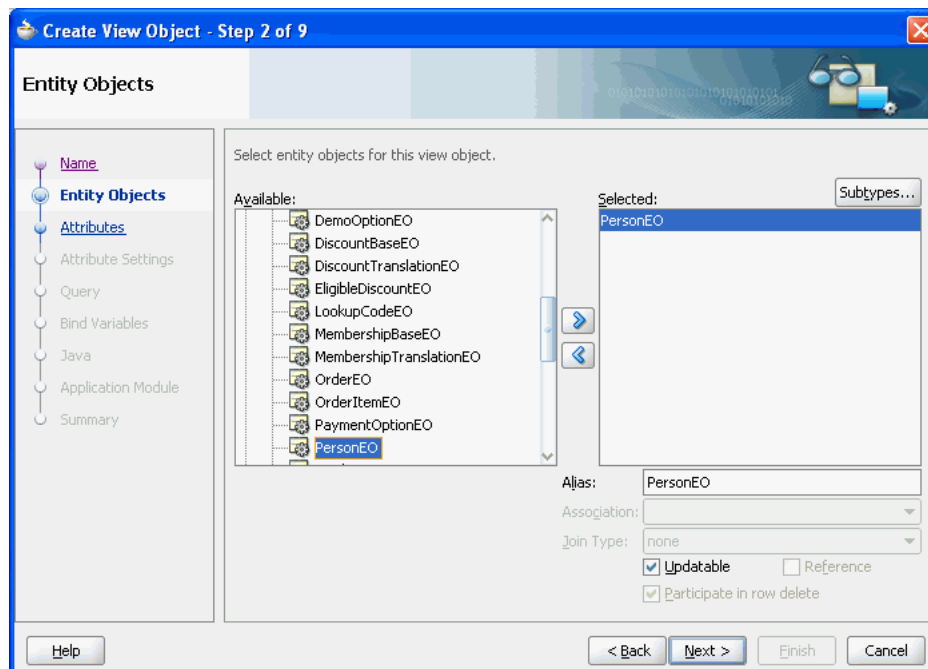 Create View Object - Step 2 of 9
Entity Objects
Name
Entity Objects
Attributes
Attribute Settings
Query
Bind Variables
Java
Application Module
Summary
Select entity objects for this view object.
Available:
DemoOptionEO
DiscountBaseEO
DiscountTranslationEO
EligibleDiscountEO
LookupCodeEO
MembershipBaseEO
MembershipTranslationEO
OrderEO
OrderItemEO
PaymentOptionEO
PersonEO
Selected:
Subtypes...
PersonEO
Alias: PersonEO
Association:
Join Type: none
Updatable Reference
Participate in row delete
Help < Back Next > Finish Cancel